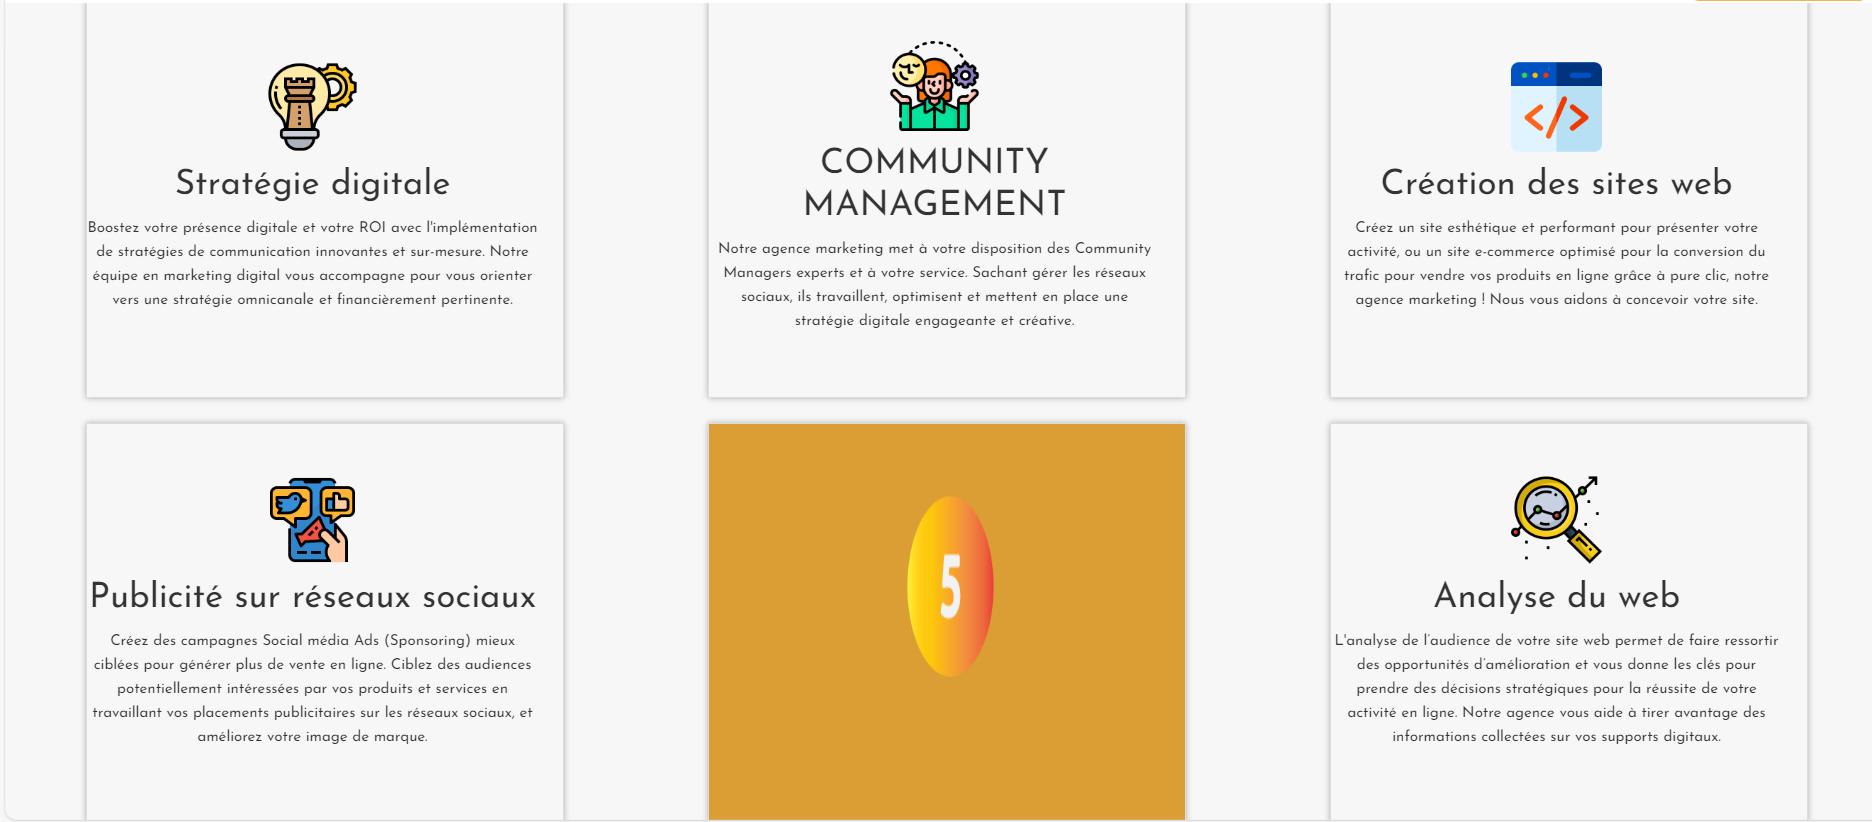 Stratégie digitale
Boostez votre présence digitale et votre ROI avec l'implémentation
de stratégies de communication innovantes et sur-mesure. Notre
équipe en marketing digital vous accompagne pour vous orienter
vers une stratégie omnicanale et financièrement pertinente.
COMMUNITY
MANAGEMENT
Notre agence marketing met à votre disposition des Community
Managers experts et à votre service. Sachant gérer les réseaux
sociaux, ils travaillent, optimisent et mettent en place une
stratégie digitale engageante et créative.
Création des sites web
Créez un site esthétique et performant pour présenter votre
activité, ou un site e-commerce optimisé pour la conversion du
trafic pour vendre vos produits en ligne grâce à pure clic, notre
agence marketing ! Nous vous aidons à concevoir votre site.
Publicité sur réseaux sociaux
Créez des campagnes Social média Ads (Sponsoring) mieux
ciblées pour générer plus de vente en ligne. Ciblez des audiences
potentiellement intéressées par vos produits et services en
travaillant vos placements publicitaires sur les réseaux sociaux, et
améliorez votre image de marque.
5
Analyse du web
L'analyse de l'audience de votre site web permet de faire ressortir
des opportunités d'amélioration et vous donne les clés pour
prendre des décisions stratégiques pour la réussite de votre
activité en ligne. Notre agence vous aide à tirer avantage des
informations collectées sur vos supports digitaux.